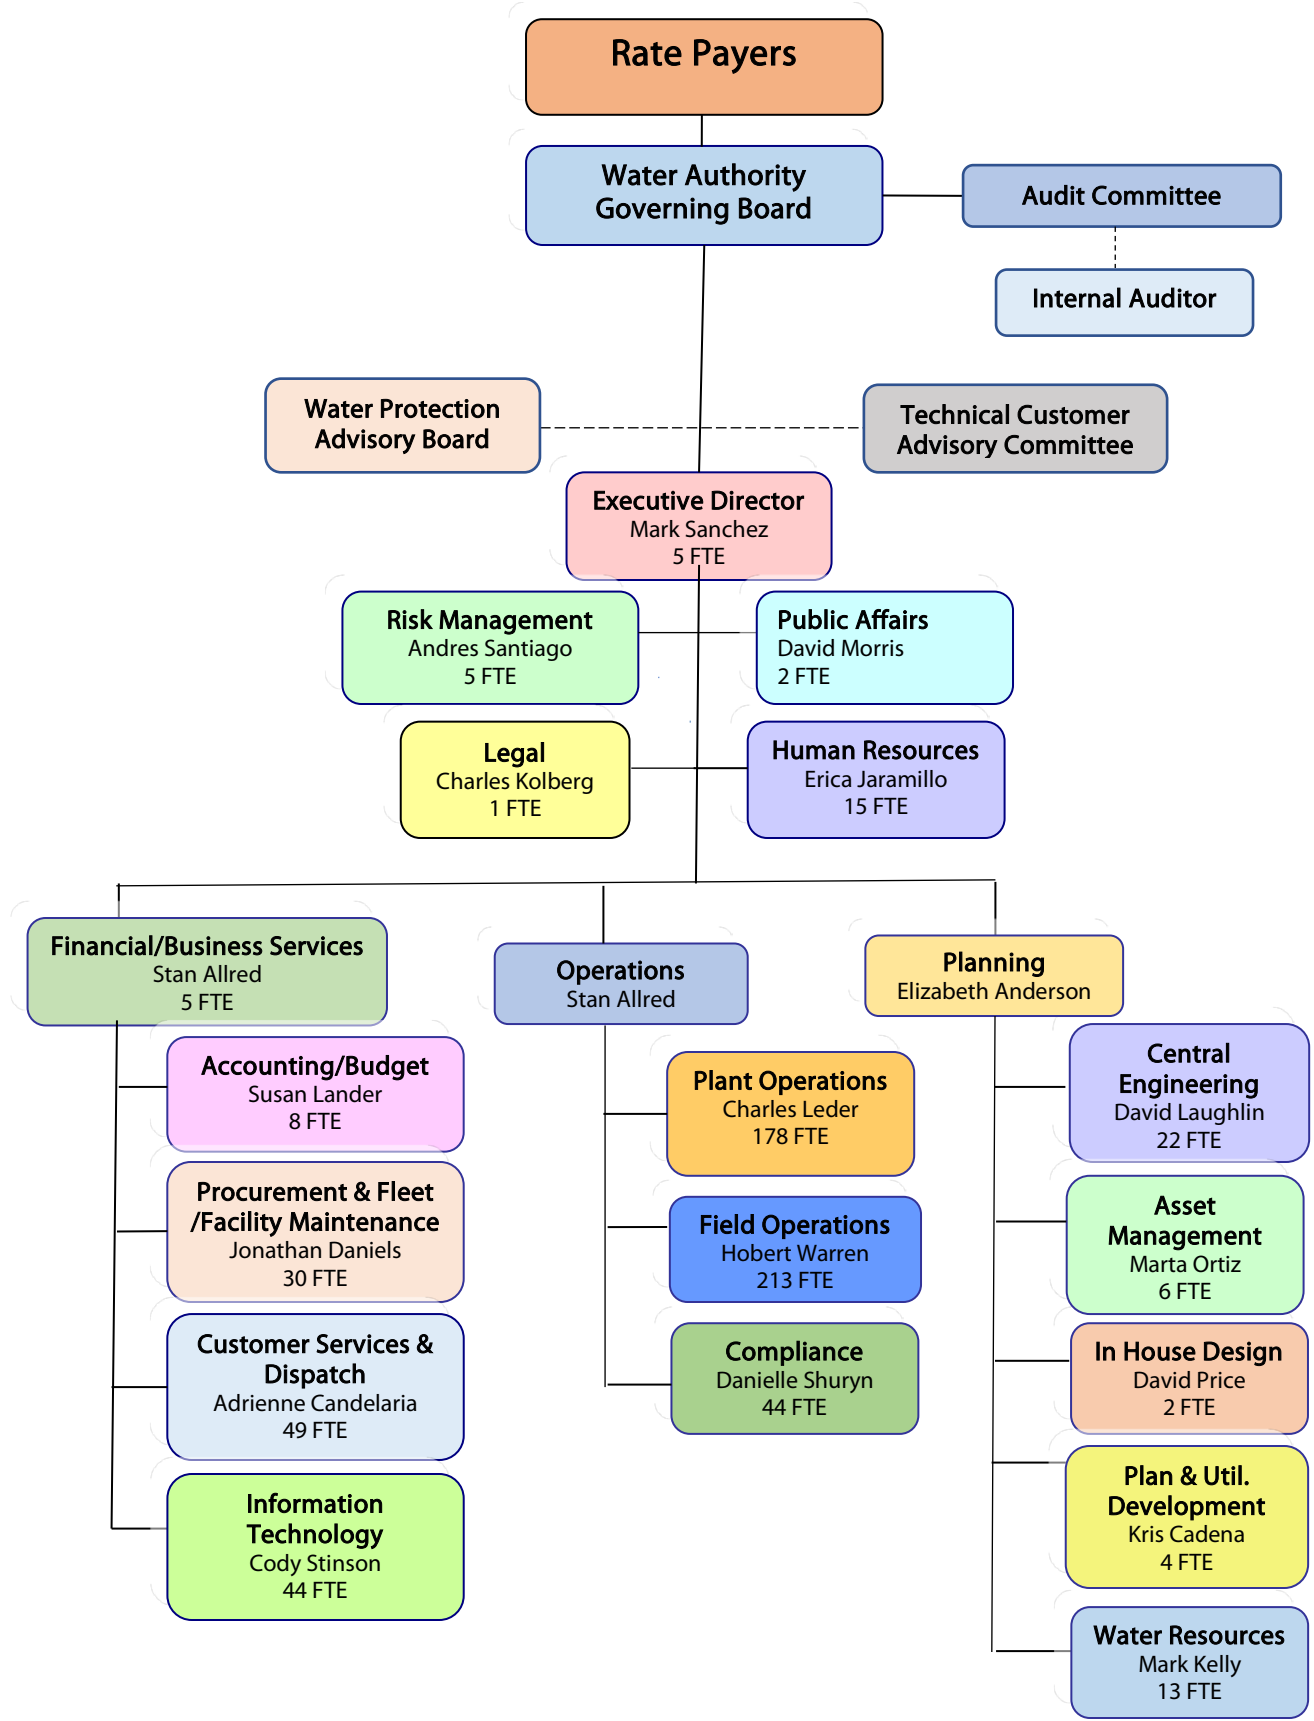 Rate Payers
Water Authority
Governing Board
Audit Committee
Internal Auditor
Water Protection
Advisory Board
Technical Customer
Advisory Committee
Executive Director
Mark Sanchez
5 FTE
Risk Management
Andres Santiago
5 FTE
Public Affairs
David Morris
2 FTE
Legal
Charles Kolberg
1 FTE
Human Resources
Erica Jaramillo
15 FTE
Financial/Business Services
Stan Allred
5 FTE
Accounting/Budget
Susan Lander
8 FTE
Procurement & Fleet
/Facility Maintenance
Jonathan Daniels
30 FTE
Customer Services &
Dispatch
Adrienne Candelaria
49 FTE
Information
Technology
Cody Stinson
44 FTE
Operations
Stan Allred
Plant Operations
Charles Leder
178 FTE
Field Operations
Hobert Warren
213 FTE
Compliance
Danielle Shuryn
44 FTE
Planning
Elizabeth Anderson
Central
Engineering
David Laughlin
22 FTE
Asset
Management
Marta Ortiz
6 FTE
In House Design
David Price
2 FTE
Plan & Util.
Development
Kris Cadena
4 FTE
Water Resources
Mark Kelly
13 FTE